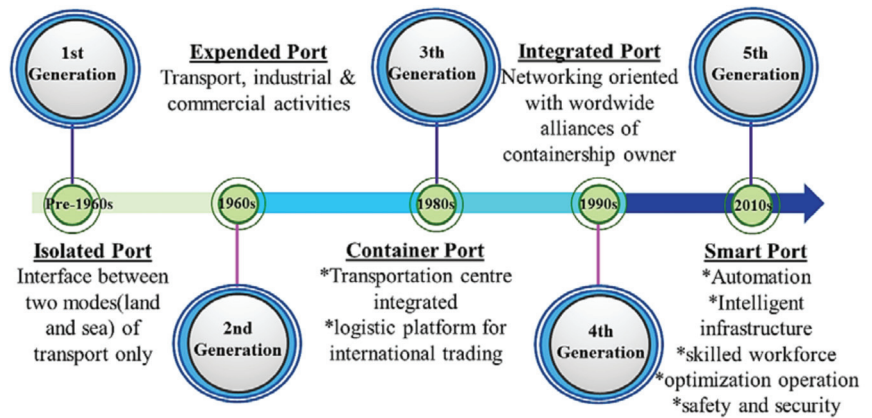 1st
Generation
Expended Port
Transport, industrial &
commercial activities
3th
Generation
Integrated Port
Networking oriented
with wordwide
alliances of
containership owner
5th
Generation
Pre-1960s
1960s
1980s
1990s
2010s
Isolated Port
Interface between
two modes(land
and sea) of
transport only
2nd
Generation
Container Port
*Transportation centre
integrated
*logistic platform for
international trading
4th
Generation
Smart Port
*Automation
*Intelligent
infrastructure
*skilled workforce
*optimization operation
*safety and security